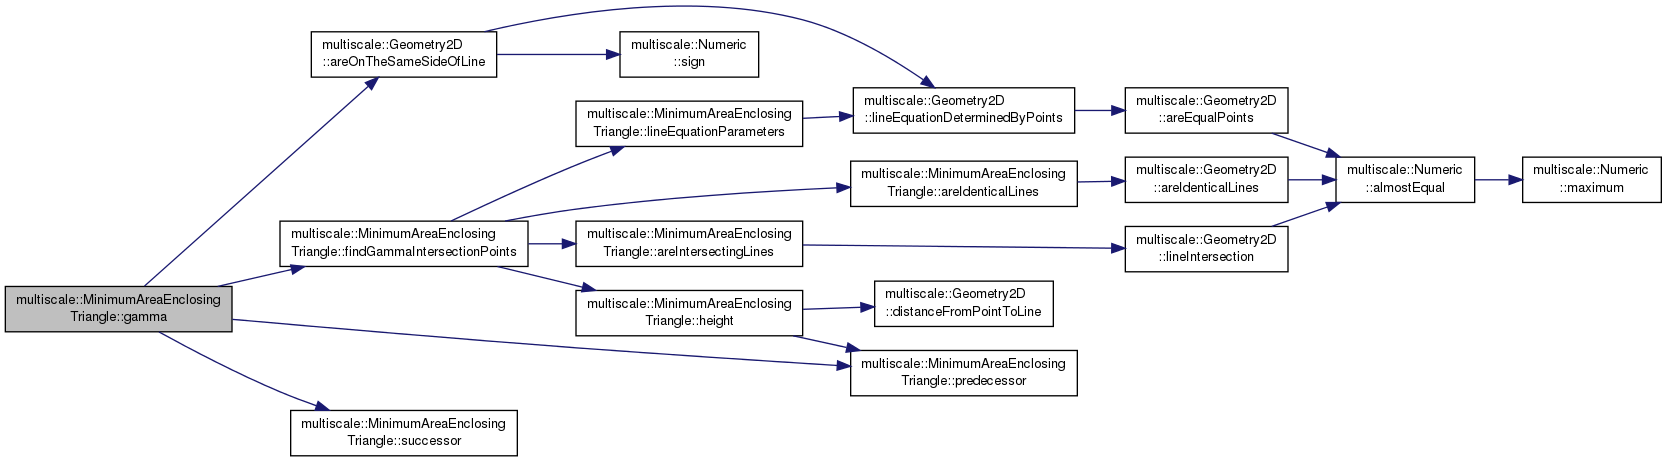 multiscale::Geometry2D
::areOnTheSameSideOfLine
multiscale::Numeric
::sign
multiscale::MinimumAreaEnclosing
Triangle::lineEquationParameters
multiscale::Geometry2D
::lineEquationDeterminedByPoints
multiscale::Geometry2D
::areEqualPoints
multiscale::MinimumAreaEnclosing
Triangle::areIdenticalLines
multiscale::Geometry2D
::areIdenticalLines
multiscale::Numeric
::almostEqual
multiscale::Numeric
::maximum
multiscale::MinimumAreaEnclosing
Triangle::findGammaIntersectionPoints
multiscale::MinimumAreaEnclosing
Triangle::areIntersectingLines
multiscale::Geometry2D
::lineIntersection
multiscale::MinimumAreaEnclosing
Triangle::gamma
multiscale::MinimumAreaEnclosing
Triangle::height
multiscale::Geometry2D
::distanceFromPointToLine
multiscale::MinimumAreaEnclosing
Triangle::predecessor
multiscale::MinimumAreaEnclosing
Triangle::successor